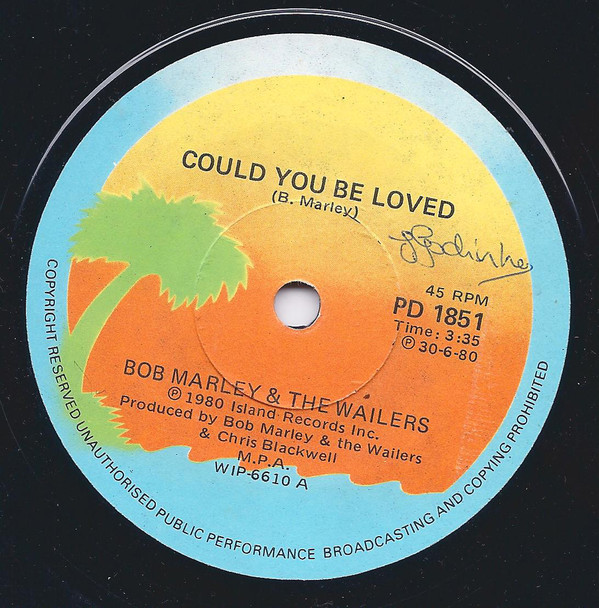 COULD YOU BE LOVED
(B. Marley)
45 RPM
PD 1851
Time: 3:35
℗ 30-6-80
BOB MARLEY & THE WAILERS
℗ 1980 Island Records Inc.
Produced by Bob Marley & the Wailers
& Chris Blackwell
M.P.A.
WIP-6610 A
COPYRIGHT RESERVED UNAUTHORISED PUBLIC PERFORMANCE BROADCASTING AND COPYING PROHIBITED